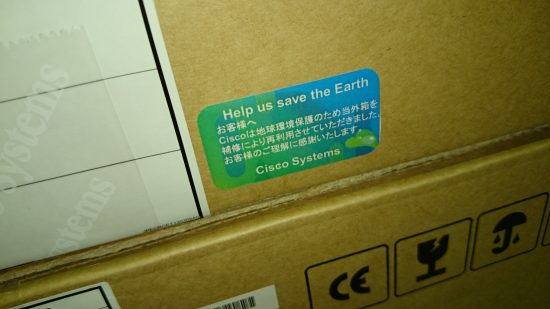 Help us save the Earth
お客様へ
Ciscoは地球環境保護のため当外箱を
補修により再利用させていただきました。
お客様のご理解に感謝いたします。
Cisco Systems
ystems
ystems
CE